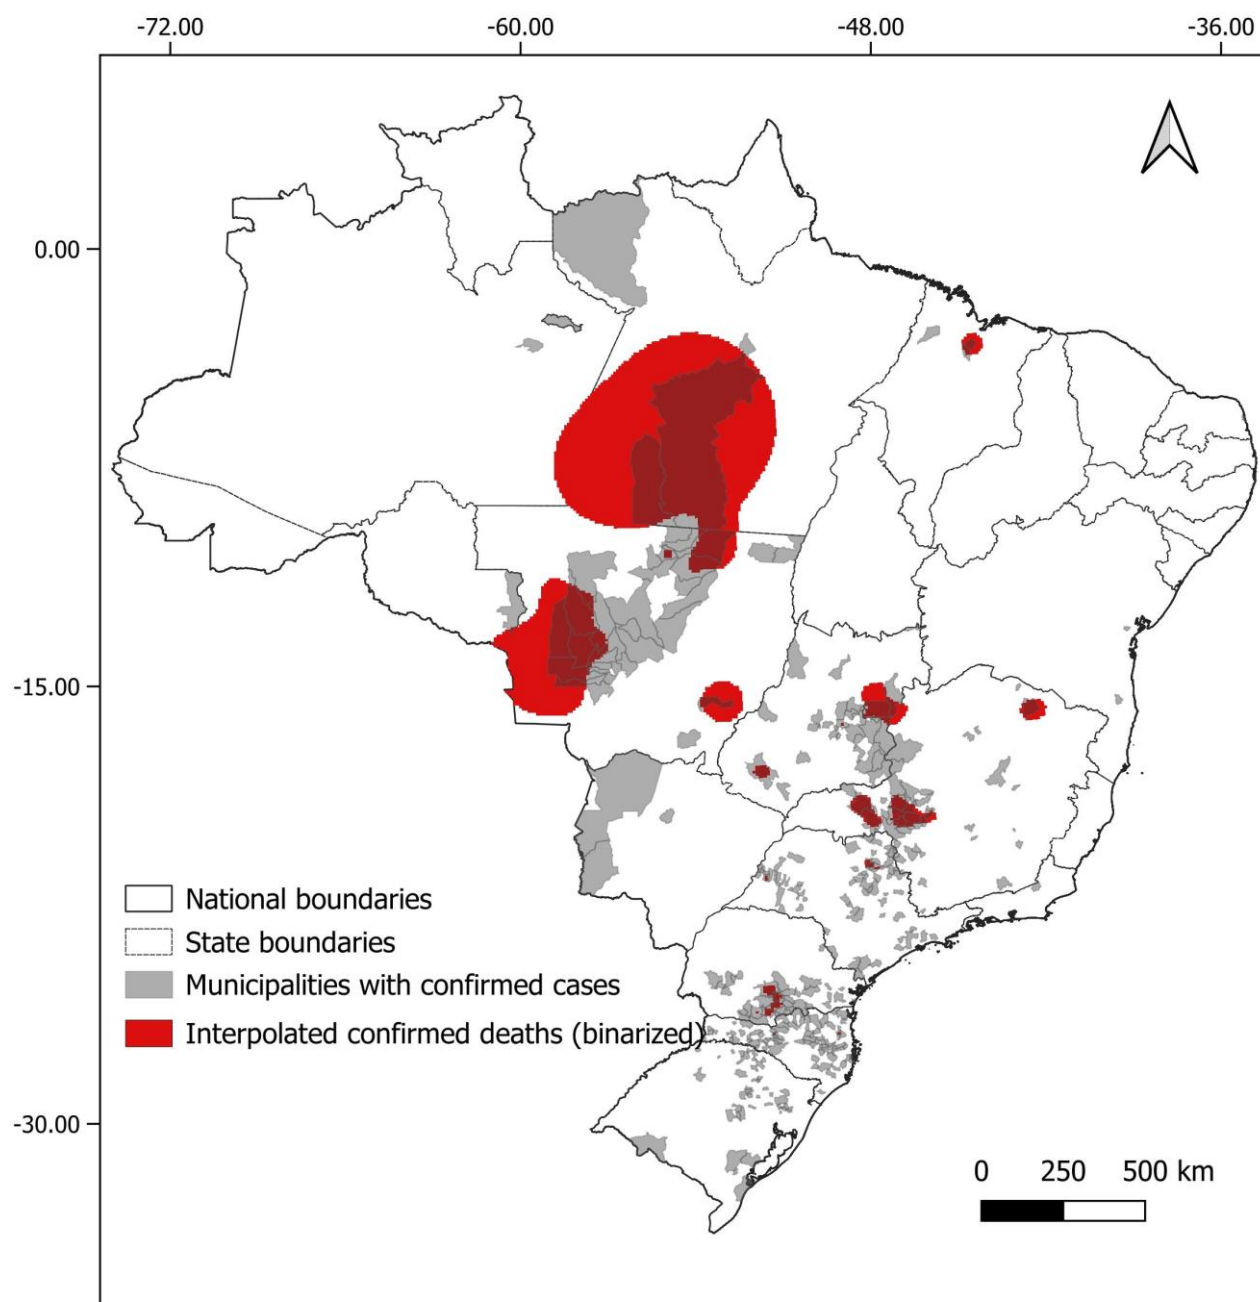 -72.00 -60.00 -48.00 -36.00
0.00
-15.00
National boundaries
State boundaries
Municipalities with confirmed cases
Interpolated confirmed deaths (binarized)
-30.00
0 250 500 km